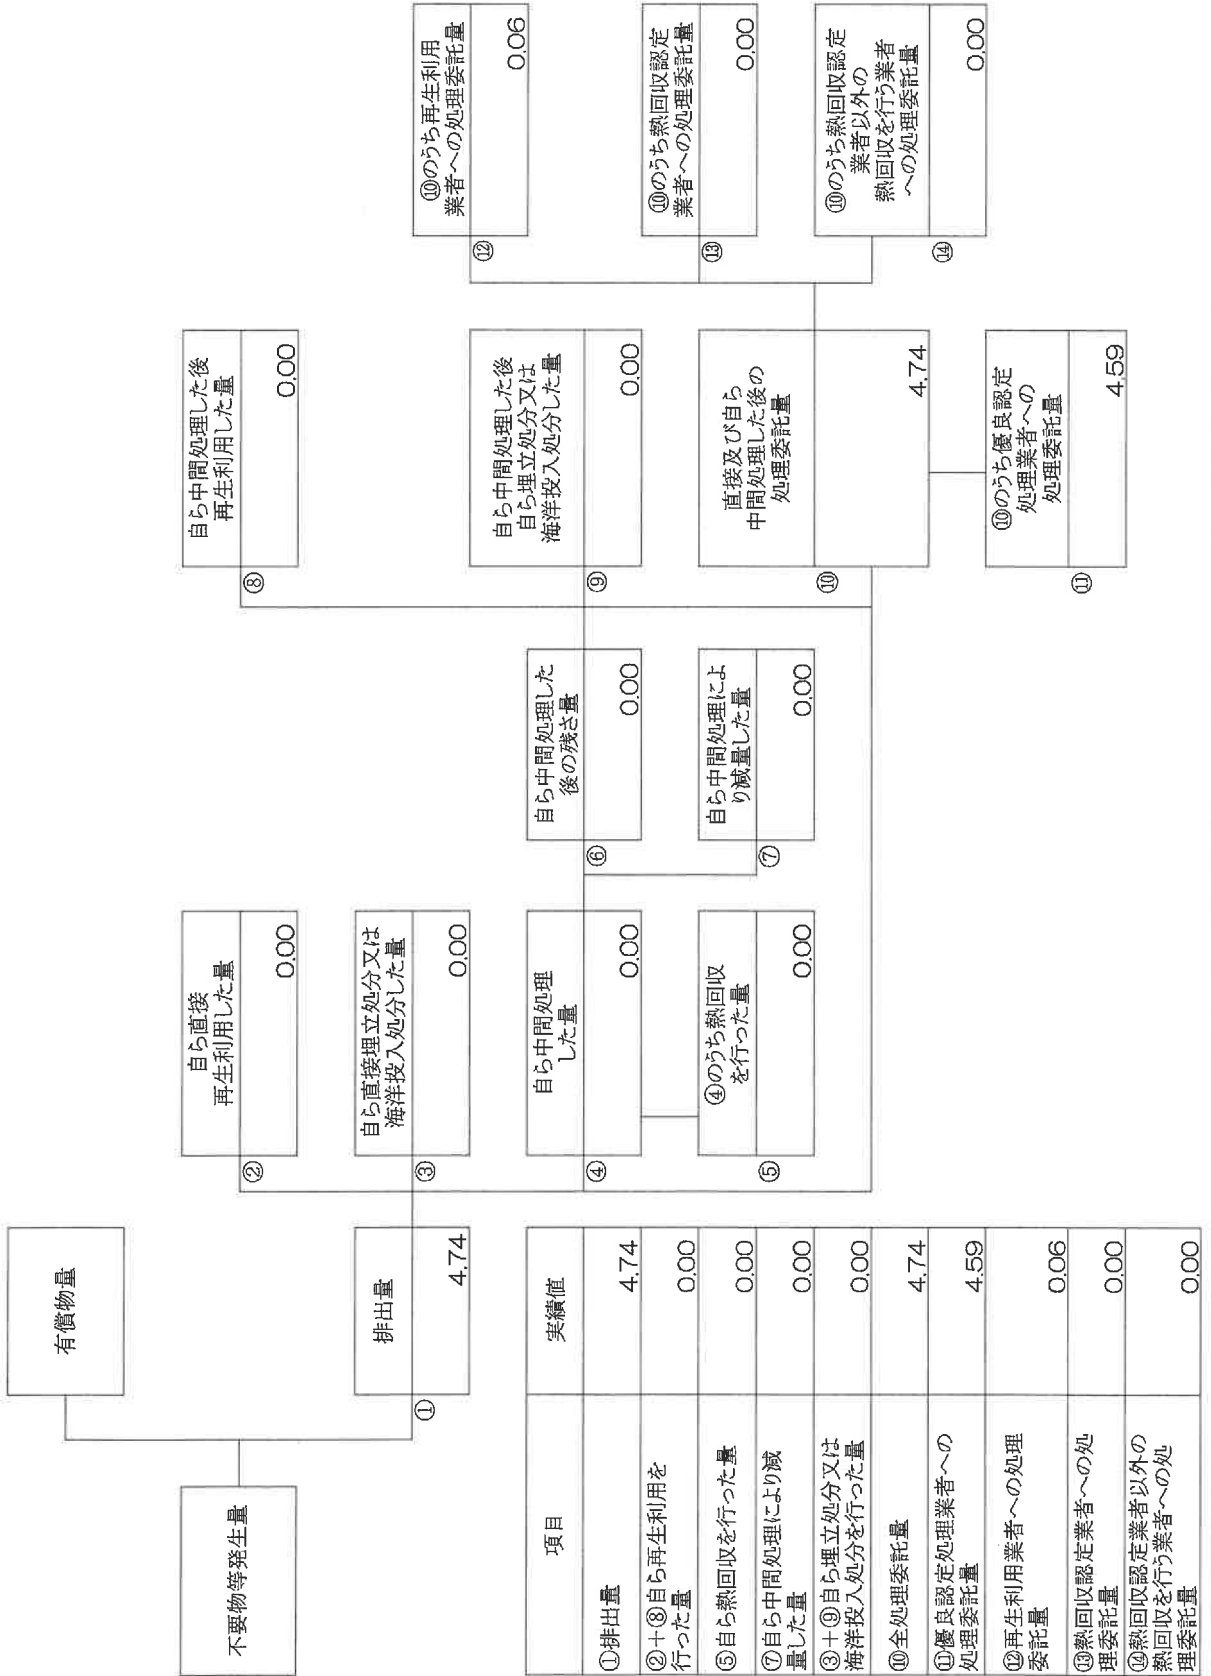 不要物等発生量
有償物量
排出量
①
4.74
自ら直接
再生利用した量
②
0.00
自ら直接埋立処分又は
海洋投入処分した量
③
0.00
自ら中間処理
した量
④
0.00
④のうち熱回収
を行った量
⑤
0.00
自ら中間処理した
後の残さ量
⑥
0.00
自ら中間処理によ
り減量した量
⑦
0.00
自ら中間処理した後
再生利用した量
⑧
0.00
自ら中間処理した後
自ら埋立処分又は
海洋投入処分した量
⑨
0.00
直接及び自ら
中間処理した後の
処理委託量
⑩
4.74
⑩のうち優良認定
処理業者への
処理委託量
⑪
4.59
⑩のうち再生利用
業者への処理委託量
⑫
0.06
⑩のうち熱回収認定
業者への処理委託量
⑬
0.00
⑩のうち熱回収認定
業者以外の
熱回収を行う業者
への処理委託量
⑭
0.00
項目 実績値
①排出量 4.74
②+⑧自ら再生利用を
行った量 0.00
⑤自ら熱回収を行った量 0.00
⑦自ら中間処理により減
量した量 0.00
③+⑨自ら埋立処分又は
海洋投入処分を行った量 0.00
⑩全処理委託量 4.74
⑪優良認定処理業者への
処理委託量 4.59
⑫再生利用業者への処理
委託量 0.06
⑬熱回収認定業者への処
理委託量 0.00
⑭熱回収認定業者以外の
熱回収を行う業者への処
理委託量 0.00